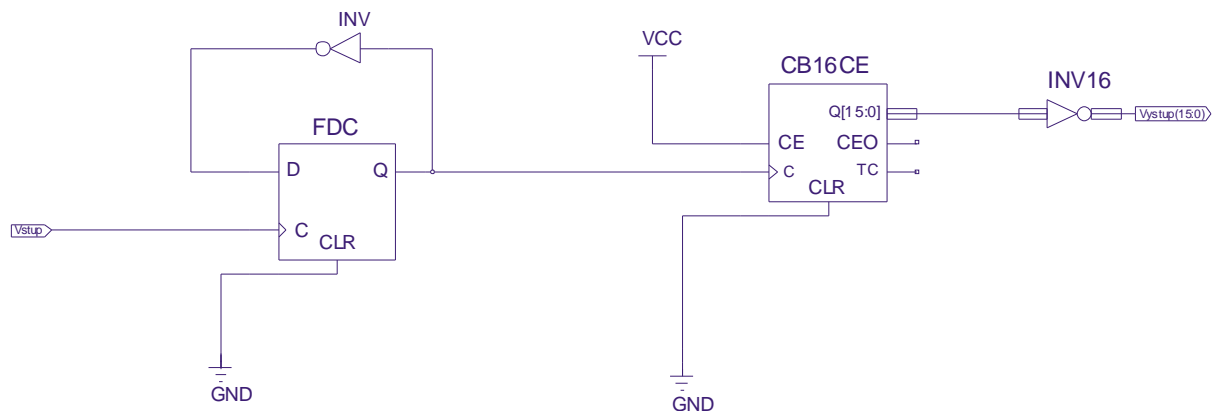 INV
VCC
CB16CE
INV16
Q[15:0]
Vystup(15:0)
FDC
CE
CEO
D
Q
C
TC
CLR
Vstup
C
CLR
GND
GND